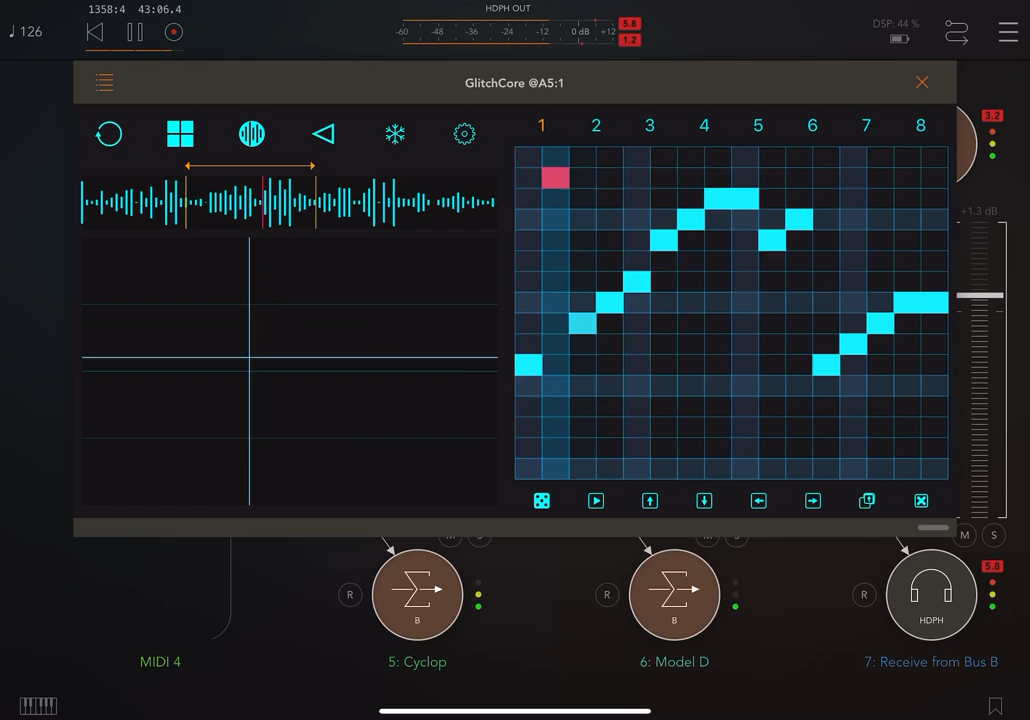 1358:4 43:06.4
♩ 126
HDPH OUT
-60 -48 -36 -24 -12 0 dB +12
5.8
1.2
DSP: 44 %
GlitchCore @A5:1
1 2 3 4 5 6 7 8
3.2
+1.3 dB
M S
M S
M S
5.8
R B
R B
R HDPH
MIDI 4
5: Cyclop
6: Model D
7: Receive from Bus B